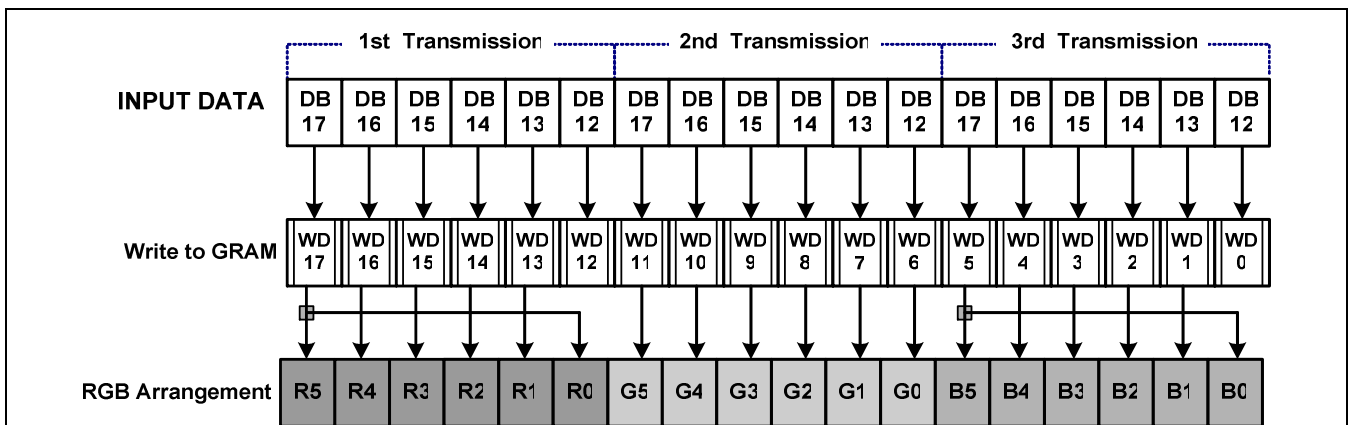 1st Transmission 2nd Transmission 3rd Transmission
INPUT DATA DB DB DB DB DB DB DB DB DB DB DB DB DB DB DB DB DB DB
17 16 15 14 13 12 17 16 15 14 13 12 17 16 15 14 13 12
WD WD WD WD WD WD WD WD WD WD WD WD WD WD WD WD WD WD
Write to GRAM 17 16 15 14 13 12 11 10 9 8 7 6 5 4 3 2 1 0
RGB Arrangement R5 R4 R3 R2 R1 R0 G5 G4 G3 G2 G1 G0 B5 B4 B3 B2 B1 B0